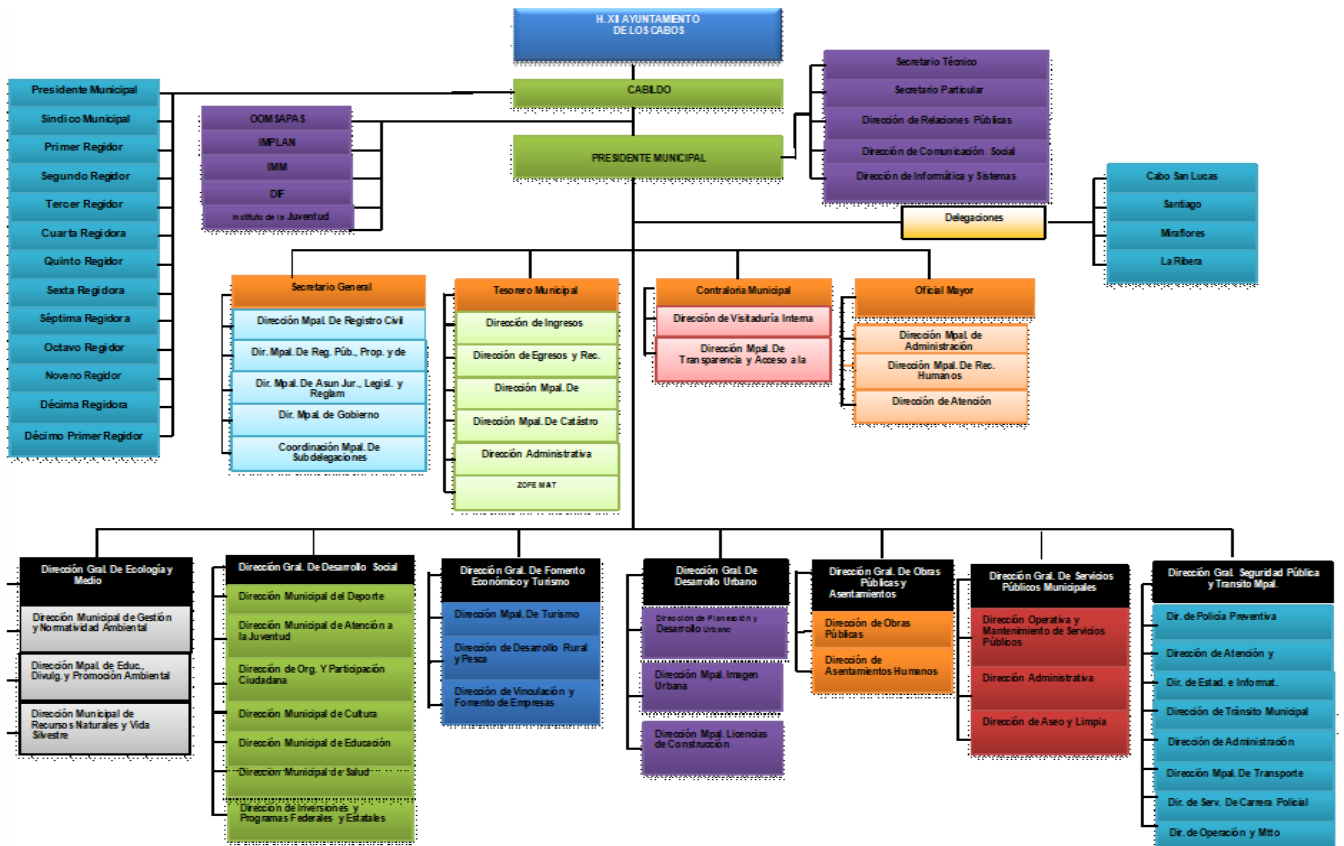 H. XII AYUNTAMIENTO
DE LOS CABOS
CABILDO
PRESIDENTE MUNICIPAL
Presidente Municipal
Sindico Municipal
Primer Regidor
Segundo Regidor
Tercer Regidor
Cuarta Regidora
Quinto Regidor
Sexta Regidora
Séptima Regidora
Octavo Regidor
Noveno Regidor
Décima Regidora
Décimo Primer Regidor
OOMSAPAS
IMPLAN
IMM
DIF
Instituto de la Juventud
Secretario Técnico
Secretario Particular
Dirección de Relaciones Públicas
Dirección de Comunicación Social
Dirección de Informática y Sistemas
Delegaciones
Cabo San Lucas
Santiago
Miraflores
La Ribera
Secretario General
Dirección Mpal. De Registro Civil
Dir. Mpal. De Reg. Púb., Prop. y de
Dir. Mpal. De Asun Jur., Legisl. y
Reglam
Dir. Mpal. de Gobierno
Coordinación Mpal. De
Subdelegaciones
Tesorero Municipal
Dirección de Ingresos
Dirección de Egresos y Rec.
Dirección Mpal. De
Dirección Mpal. De Catástro
Dirección Administrativa
ZOFEMAT
Contraloria Municipal
Dirección de Visitaduría Interna
Dirección Mpal. De
Transparencia y Acceso a la
Oficial Mayor
Dirección Mpal. de
Administración
Dirección Mpal. De Rec.
Humanos
Dirección de Atención
Dirección Gral. De Ecología y
Medio
Dirección Municipal de Gestión
y Normatividad Ambiental
Dirección Mpal. de Educ.,
Divulg. y Promoción Ambiental
Dirección Municipal de
Recursos Naturales y Vida
Silvestre
Dirección Gral. De Desarrollo Social
Dirección Municipal del Deporte
Dirección Municipal de Atención a
la Juventud
Dirección de Org. Y Participación
Ciudadana
Dirección Municipal de Cultura
Dirección Municipal de Educación
Dirección Municipal de Salud
Dirección de Inversiones y
Programas Federales y Estatales
Dirección Gral. De Fomento
Económico y Turismo
Dirección Mpal. De Turismo
Dirección de Desarrollo Rural
y Pesca
Dirección de Vinculación y
Fomento de Empresas
Dirección Gral. De
Desarrollo Urbano
Dirección de Planeación y
Desarrollo Urbano
Dirección Mpal. Imagen
Urbana
Dirección Mpal. Licencias
de Construcción
Dirección Gral. De Obras
Públicas y
Asentamientos
Dirección de Obras
Públicas
Dirección de
Asentamientos Humanos
Dirección Gral. De Servicios
Públicos Municipales
Dirección Operativa y
Mantenimiento de Servicios
Públicos
Dirección Administrativa
Dirección de Aseo y Limpia
Dirección Gral. Seguridad Pública
y Transito Mpal.
Dir. de Policía Preventiva
Dirección de Atención y
Dir. de Estad. e Informat.
Dirección de Tránsito Municipal
Dirección de Administración
Dirección Mpal. De Transporte
Dir. de Serv. De Carrera Policial
Dir. de Operación y Mtto